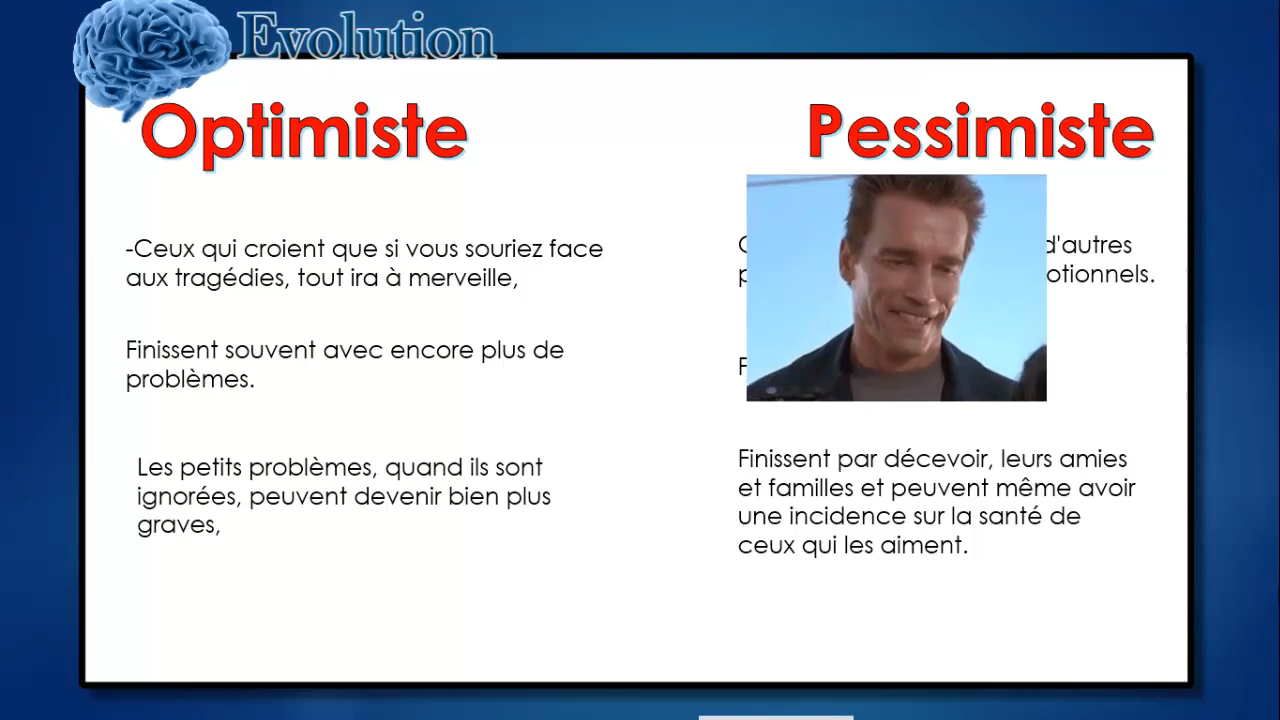 Evolution
Optimiste
Pessimiste
-Ceux qui croient que si vous souriez face
aux tragédies, tout ira à merveille,
Finissent souvent avec encore plus de
problèmes.
Les petits problèmes, quand ils sont
ignorées, peuvent devenir bien plus
graves,
d'autres
otionnels.
Finissent par décevoir, leurs amies
et familles et peuvent même avoir
une incidence sur la santé de
ceux qui les aiment.